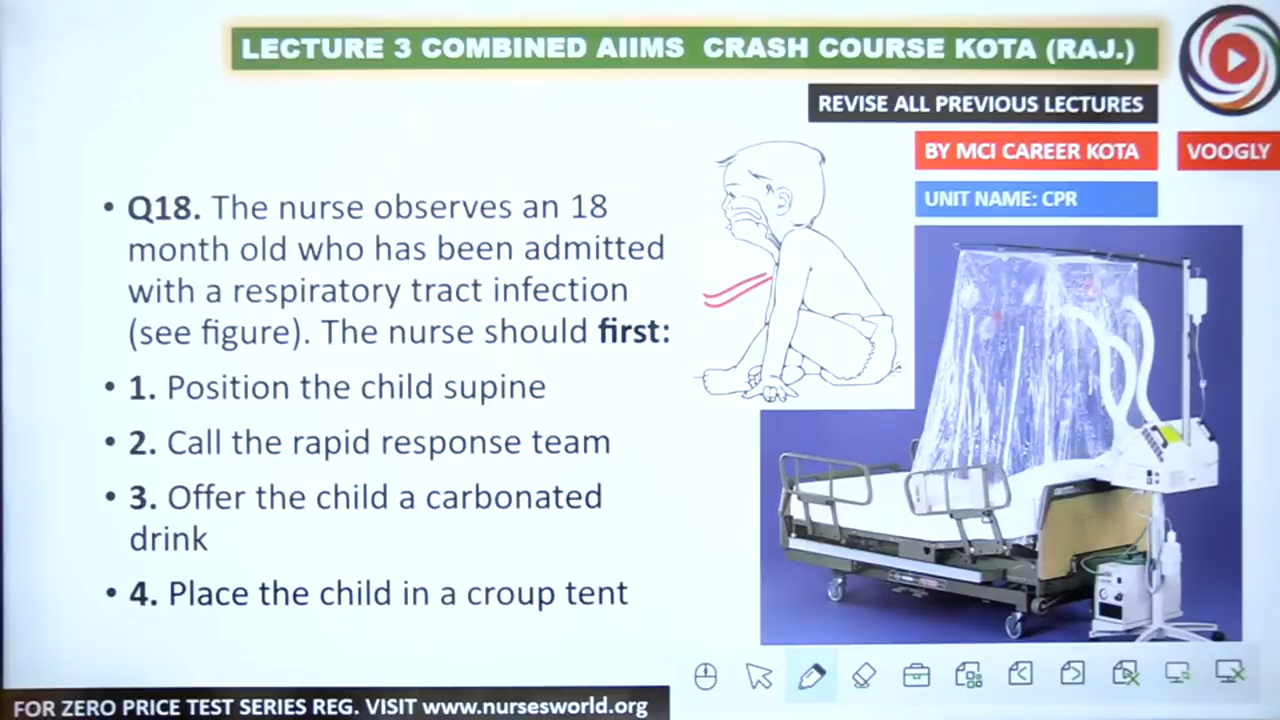 LECTURE 3 COMBINED AIIMS CRASH COURSE KOTA (RAJ.)
REVISE ALL PREVIOUS LECTURES
BY MCI CAREER KOTA
VOOGLY
UNIT NAME: CPR
• Q18. The nurse observes an 18
month old who has been admitted
with a respiratory tract infection
(see figure). The nurse should first:
• 1. Position the child supine
• 2. Call the rapid response team
• 3. Offer the child a carbonated
drink
• 4. Place the child in a croup tent
FOR ZERO PRICE TEST SERIES REG. VISIT www.nursesworld.org